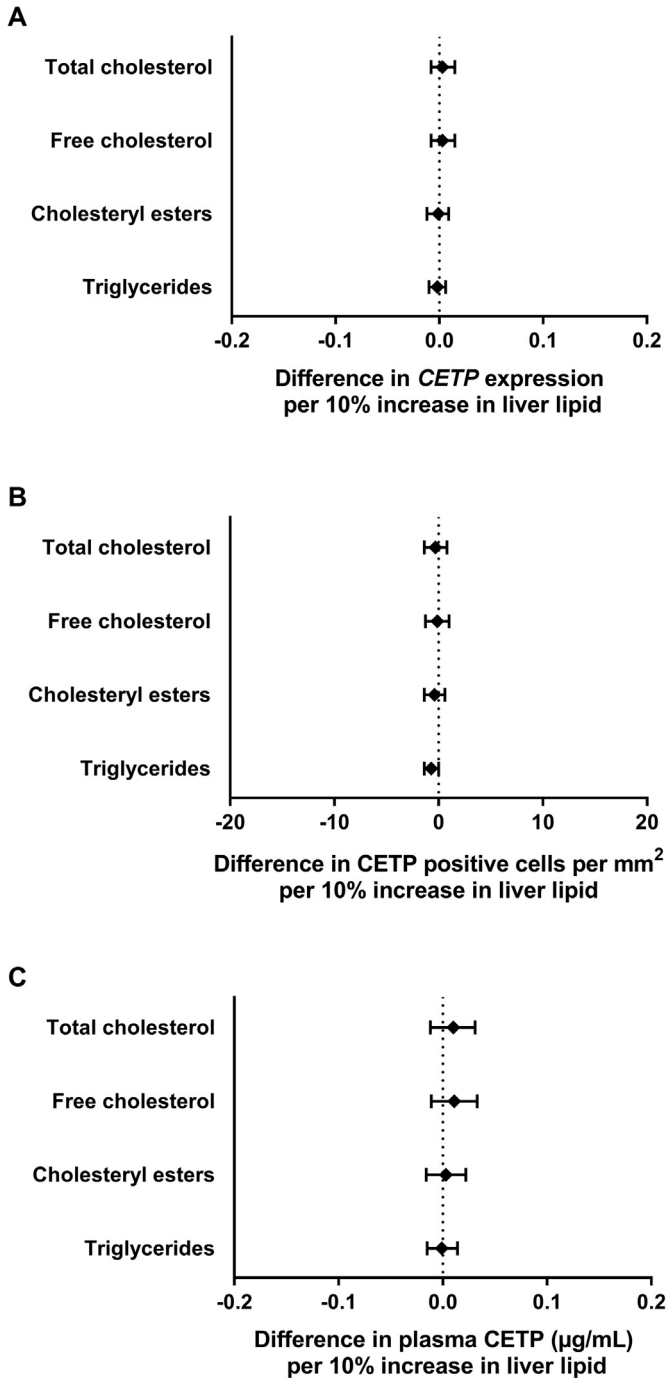 A
Total cholesterol
Free cholesterol
Cholesteryl esters
Triglycerides
-0.2 -0.1 0.0 0.1 0.2
Difference in CETP expression
per 10% increase in liver lipid
B
Total cholesterol
Free cholesterol
Cholesteryl esters
Triglycerides
-20 -10 0 10 20
Difference in CETP positive cells per mm²
per 10% increase in liver lipid
C
Total cholesterol
Free cholesterol
Cholesteryl esters
Triglycerides
-0.2 -0.1 0.0 0.1 0.2
Difference in plasma CETP (µg/mL)
per 10% increase in liver lipid